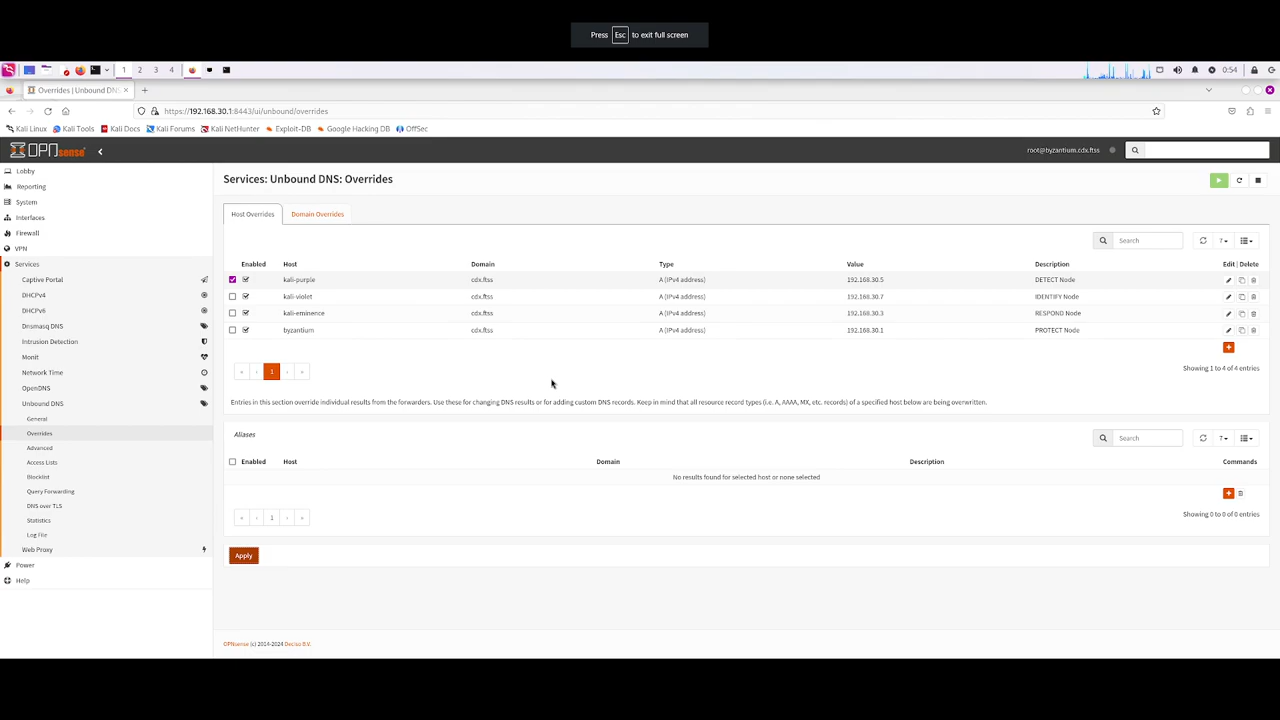 Press Esc to exit full screen
1 2 3 4 0:54
Overrides | Unbound DNS
https://192.168.30.1:8443/ui/unbound/overrides
Kali Linux Kali Tools Kali Docs Kali Forums Kali NetHunter Exploit-DB Google Hacking DB OffSec
OPNsense root@byzantium.cdx.ftss
Lobby
Reporting
System
Interfaces
Firewall
VPN
Services
Captive Portal
DHCPv4
DHCPv6
Dnsmasq DNS
Intrusion Detection
Monit
Network Time
OpenDNS
Unbound DNS
General
Overrides
Advanced
Access Lists
Blocklist
Query Forwarding
DNS over TLS
Statistics
Log File
Web Proxy
Power
Help
Services: Unbound DNS: Overrides
Host Overrides Domain Overrides
Search 7
Enabled Host Domain Type Value Description Edit | Delete
kali-purple cdx.ftss A (IPv4 address) 192.168.30.5 DETECT Node
kali-violet cdx.ftss A (IPv4 address) 192.168.30.7 IDENTIFY Node
kali-eminence cdx.ftss A (IPv4 address) 192.168.30.3 RESPOND Node
byzantium cdx.ftss A (IPv4 address) 192.168.30.1 PROTECT Node
« ‹ 1 › » Showing 1 to 4 of 4 entries
Entries in this section override individual results from the forwarders. Use these for changing DNS results or for adding custom DNS records. Keep in mind that all resource record types (i.e. A, AAAA, MX, etc. records) of a specified host below are being overwritten.
Aliases
Search 7
Enabled Host Domain Description Commands
No results found for selected host or none selected
« ‹ 1 › » Showing 0 to 0 of 0 entries
Apply
OPNsense (c) 2014-2024 Deciso B.V.